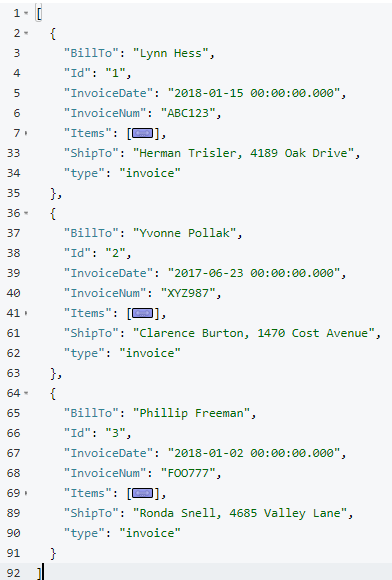 1 [
2 {
3 "BillTo": "Lynn Hess",
4 "Id": "1",
5 "InvoiceDate": "2018-01-15 00:00:00.000",
6 "InvoiceNum": "ABC123",
7 "Items": [],
33 "ShipTo": "Herman Trisler, 4189 Oak Drive",
34 "type": "invoice"
35 },
36 {
37 "BillTo": "Yvonne Pollak",
38 "Id": "2",
39 "InvoiceDate": "2017-06-23 00:00:00.000",
40 "InvoiceNum": "XYZ987",
41 "Items": [],
61 "ShipTo": "Clarence Burton, 1470 Cost Avenue",
62 "type": "invoice"
63 },
64 {
65 "BillTo": "Phillip Freeman",
66 "Id": "3",
67 "InvoiceDate": "2018-01-02 00:00:00.000",
68 "InvoiceNum": "FOO777",
69 "Items": [],
89 "ShipTo": "Ronda Snell, 4685 Valley Lane",
90 "type": "invoice"
91 }
92 ]